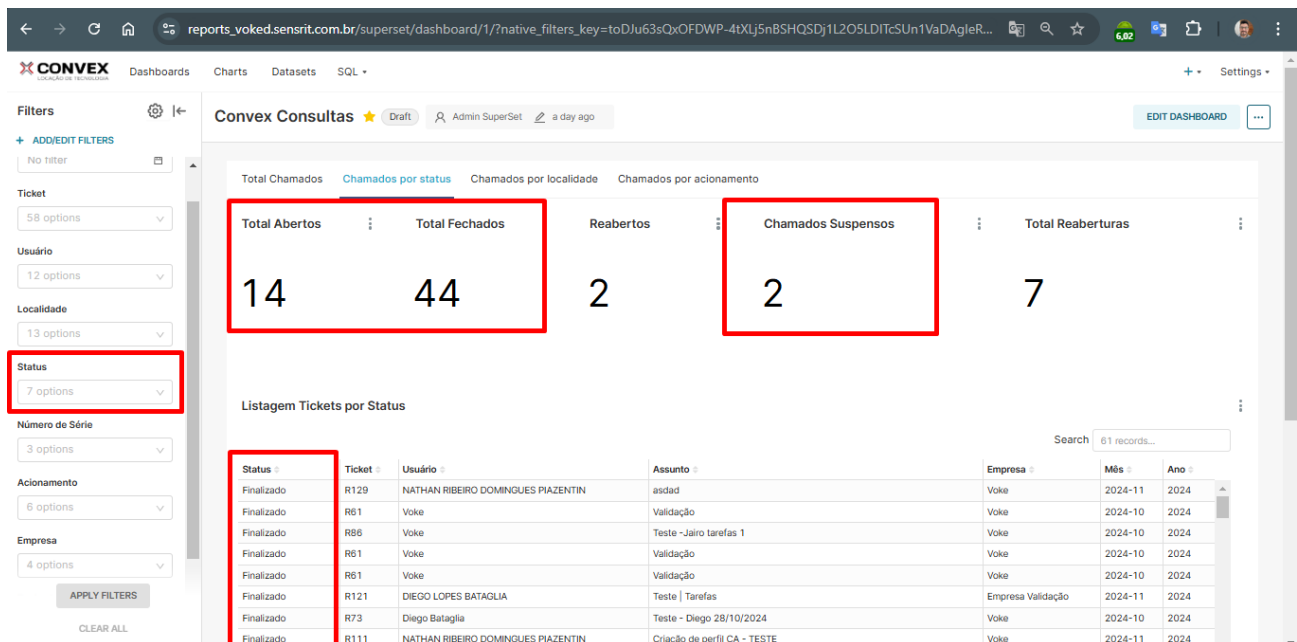 reports_voked.sensrit.com.br/superset/dashboard/1/?native_filters_key=toDJu63sQxOFDWP-4tXLj5nBSHQSDj1L2O5LDITcSUn1VaDAgIeR...
6,02
CONVEX
LOCAÇÃO DE TECNOLOGIA
Dashboards Charts Datasets SQL
+ Settings
Filters
+ ADD/EDIT FILTERS
No filter
Ticket
58 options
Usuário
12 options
Localidade
13 options
Status
7 options
Número de Série
3 options
Acionamento
6 options
Empresa
4 options
APPLY FILTERS
CLEAR ALL
Convex Consultas Draft Admin SuperSet a day ago
EDIT DASHBOARD ...
Total Chamados Chamados por status Chamados por localidade Chamados por acionamento
Total Abertos Total Fechados Reabertos Chamados Suspensos Total Reaberturas
14 44 2 2 7
Listagem Tickets por Status
Search 61 records...
Status Ticket Usuário Assunto Empresa Mês Ano
Finalizado R129 NATHAN RIBEIRO DOMINGUES PIAZENTIN asdad Voke 2024-11 2024
Finalizado R61 Voke Validação Voke 2024-10 2024
Finalizado R86 Voke Teste -Jairo tarefas 1 Voke 2024-10 2024
Finalizado R61 Voke Validação Voke 2024-10 2024
Finalizado R61 Voke Validação Voke 2024-10 2024
Finalizado R121 DIEGO LOPES BATAGLIA Teste | Tarefas Empresa Validação 2024-11 2024
Finalizado R73 Diego Bataglia Teste - Diego 28/10/2024 Voke 2024-10 2024
Finalizado R111 NATHAN RIBEIRO DOMINGUES PIAZENTIN Criação de perfil CA - TESTE Voke 2024-11 2024